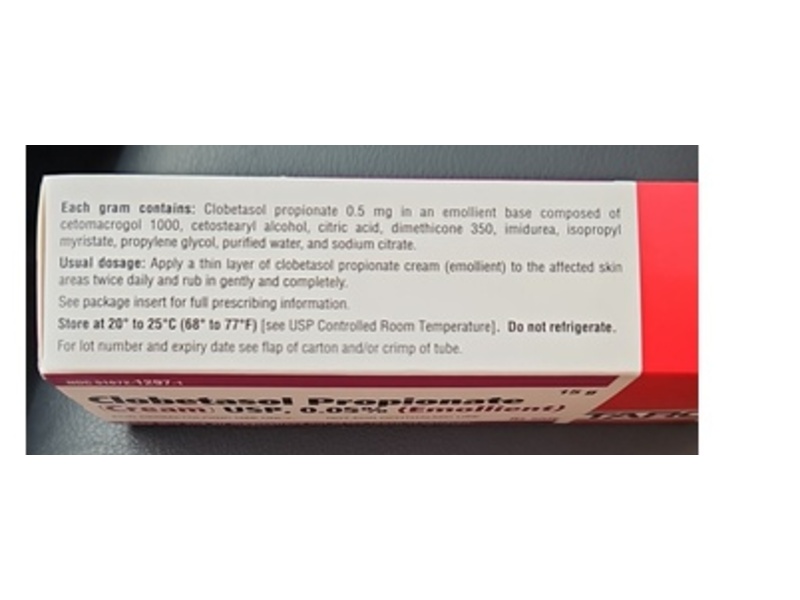 Each gram contains: Clobetasol propionate 0.5 mg in an emollient base composed of
cetomacrogol 1000, cetostearyl alcohol, citric acid, dimethicone 350, imidurea, isopropyl
myristate, propylene glycol, purified water, and sodium citrate.
Usual dosage: Apply a thin layer of clobetasol propionate cream (emollient) to the affected skin
areas twice daily and rub in gently and completely.
See package insert for full prescribing information.
Store at 20° to 25°C (68° to 77°F) [see USP Controlled Room Temperature]. Do not refrigerate.
For lot number and expiry date see flap of carton and/or crimp of tube.
NDC 51672-1297-1
15 g
Clobetasol Propionate
(Cream) USP, 0.05% (Emollient)